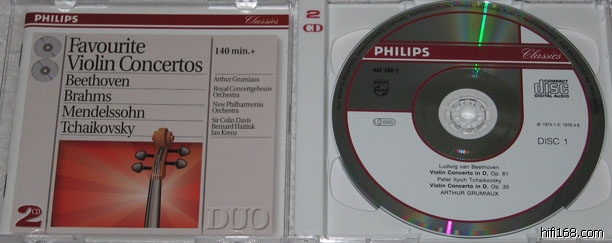 PHILIPS
Classics
Favourite
Violin Concertos
Beethoven
Brahms
Mendelssohn
Tchaikovsky
140 min.+
Arthur Grumiaux
Royal Concertgebouw
Orchestra
New Philharmonia
Orchestra
Sir Colin Davis
Bernard Haitink
Jan Krenz
2 CD
DUO
2
CD
PHILIPS
Classics
COMPACT
disc
DIGITAL AUDIO
DISC 1
Ludwig van Beethoven
Violin Concerto in D, Op. 61
Peter Ilyich Tchaikovsky
Violin Concerto in D, Op. 35
ARTHUR GRUMIAUX
hifi168.com